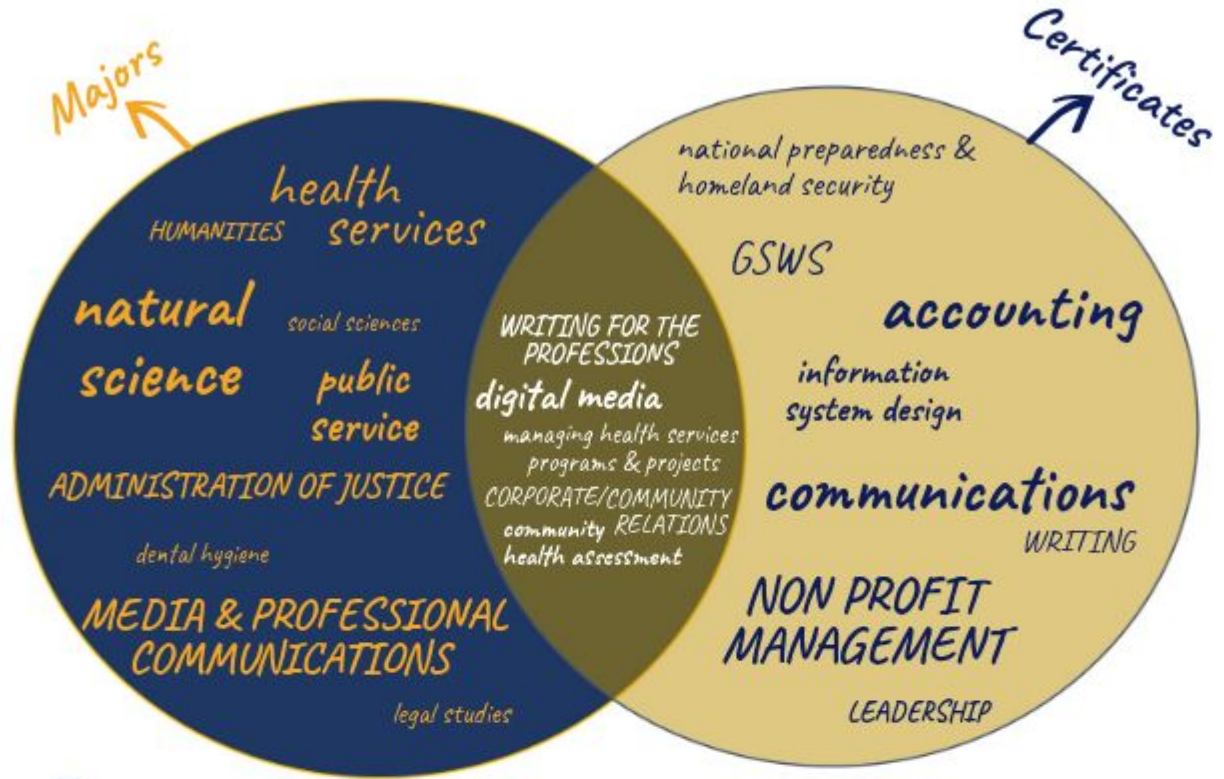 Majors
health
services
HUMANITIES
natural
science
social sciences
public
service
ADMINISTRATION OF JUSTICE
dental hygiene
MEDIA & PROFESSIONAL
COMMUNICATIONS
legal studies
WRITING FOR THE
PROFESSIONS
digital media
managing health services
programs & projects
CORPORATE/COMMUNITY
RELATIONS
community
health assessment
Certificates
national preparedness &
homeland security
GSWS
accounting
information
system design
communications
WRITING
NON PROFIT
MANAGEMENT
LEADERSHIP